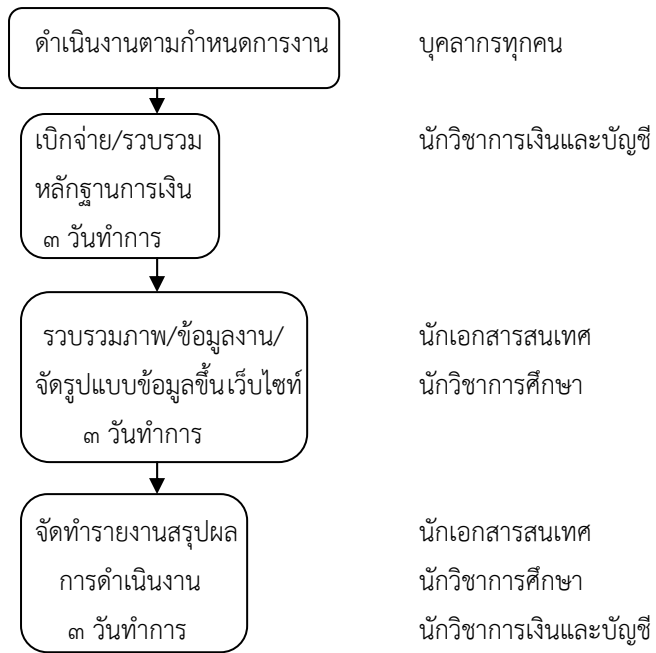 ดำเนินงานตามกำหนดการงาน บุคลากรทุกคน
เบิกจ่าย/รวบรวม นักวิชาการเงินและบัญชี
หลักฐานการเงิน
๓ วันทำการ
รวบรวมภาพ/ข้อมูลงาน/ นักเอกสารสนเทศ
จัดรูปแบบข้อมูลขึ้นเว็บไซท์ นักวิชาการศึกษา
๓ วันทำการ
จัดทำรายงานสรุปผล นักเอกสารสนเทศ
การดำเนินงาน นักวิชาการศึกษา
๓ วันทำการ นักวิชาการเงินและบัญชี